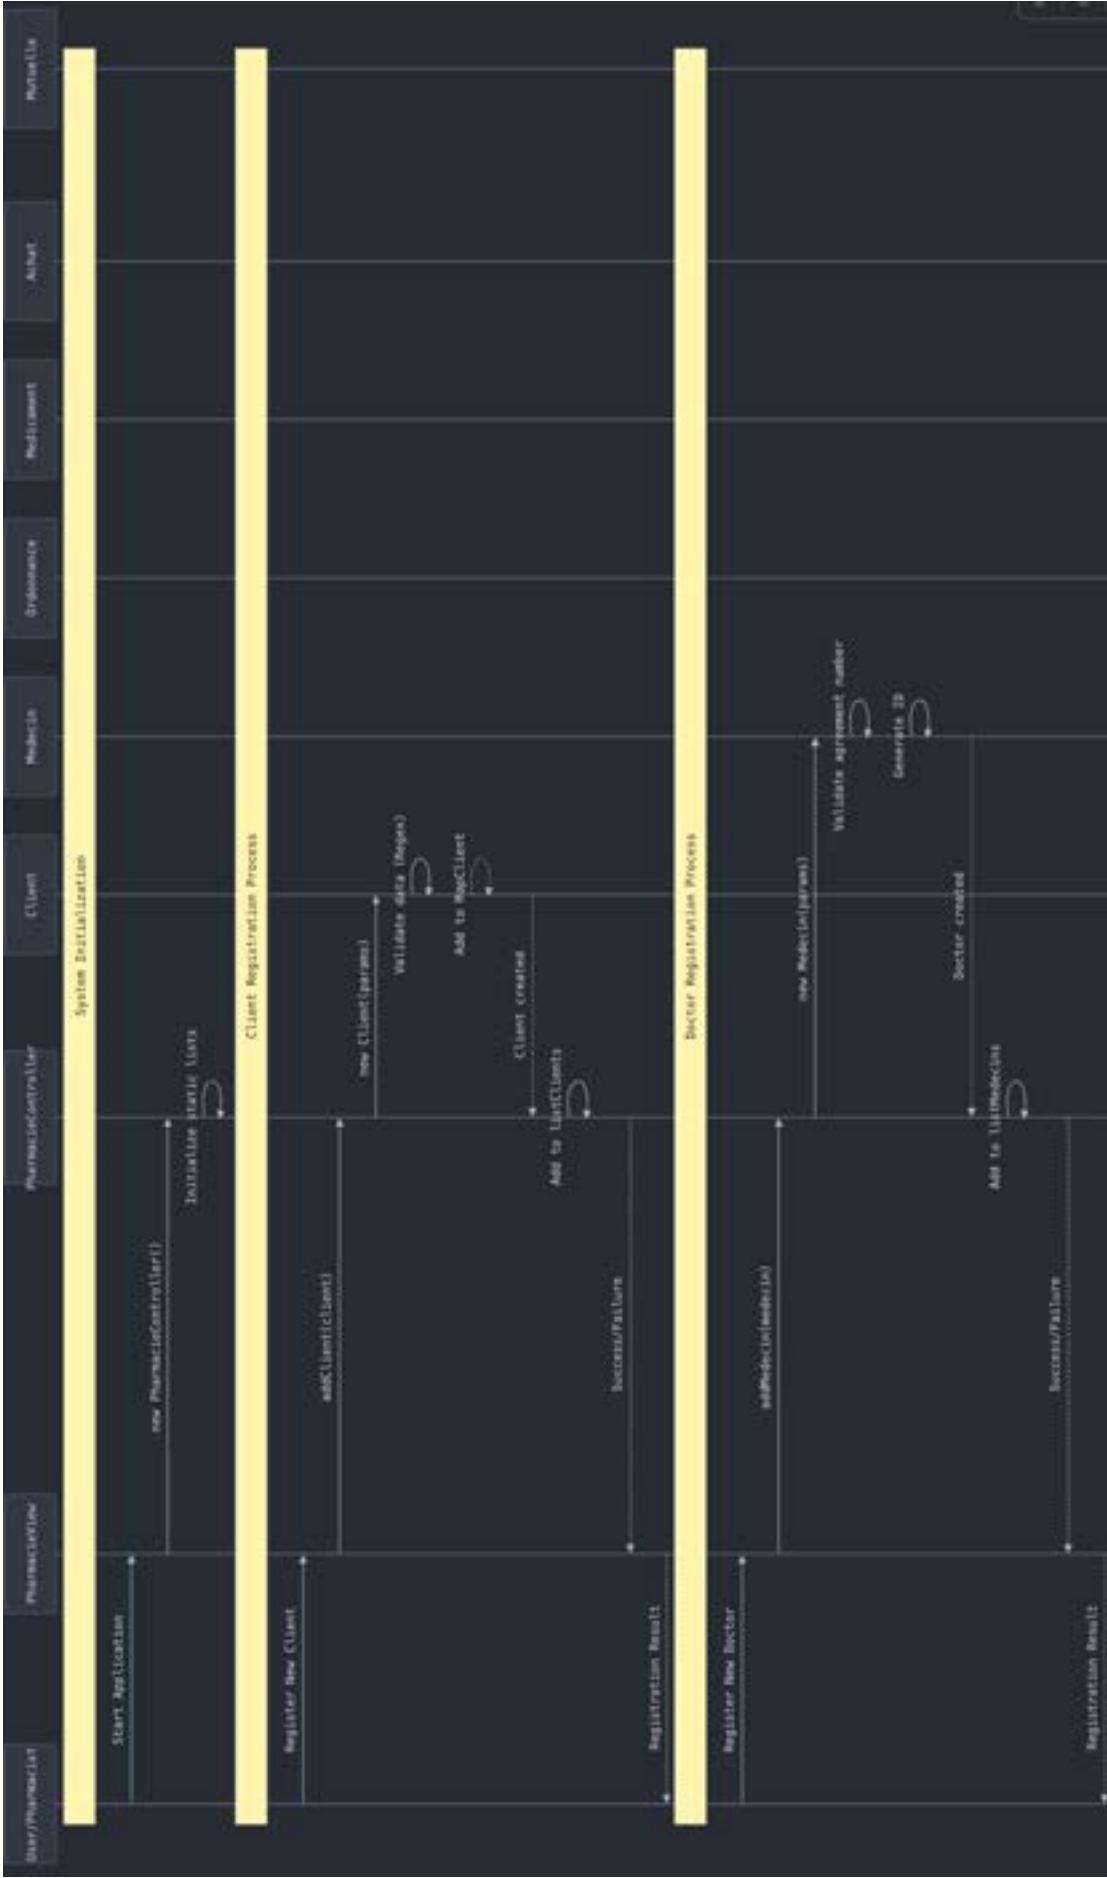 User/Pharmacist
PharmacieView
PharmacieController
Client
Medecin
Ordonnance
Medicament
Achat
Mutuelle
System Initialization
Start Application
new PharmacieController()
Initialize static lists
Client Registration Process
Register New Client
addClient(client)
new Client(params)
Validate data (Regex)
Add to MapClient
Client created
Add to listClients
Success/Failure
Registration Result
Doctor Registration Process
Register New Doctor
addMedecin(medecin)
new Medecin(params)
Validate agreement number
Generate ID
Doctor created
Add to listMedecins
Success/Failure
Registration Result